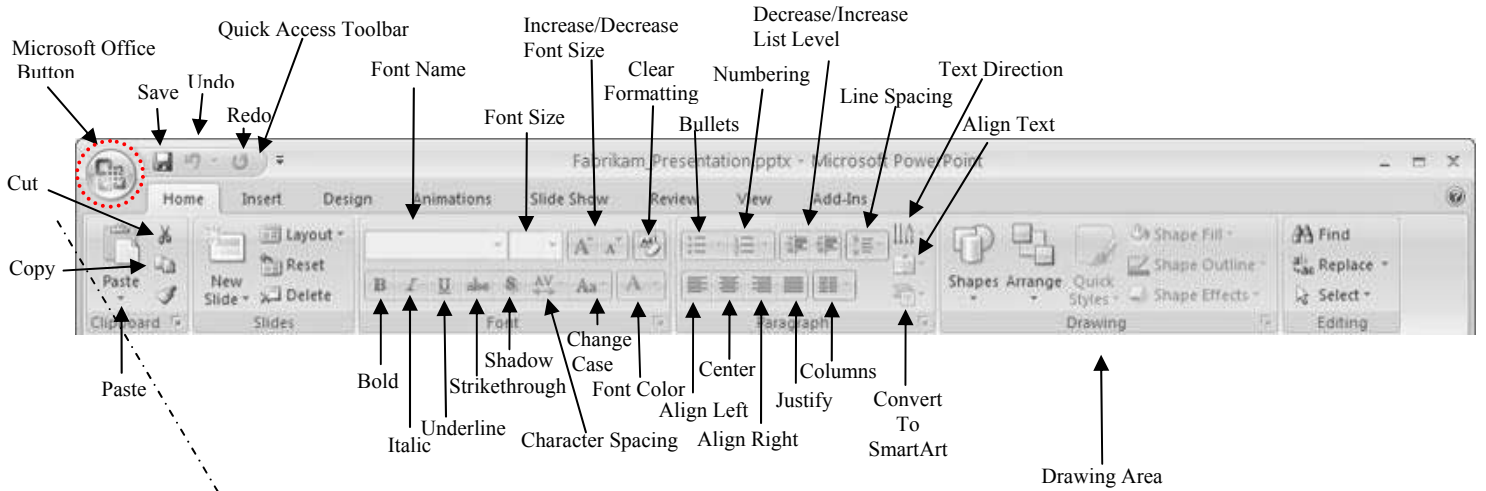 Decrease/Increase
List Level
Increase/Decrease
Font Size
Quick Access Toolbar
Microsoft Office
Button
Font Name
Clear
Formatting
Numbering
Text Direction
Undo
Save
Redo
Font Size
Bullets
Line Spacing
Align Text
Fabrikam_Presentation.pptx - Microsoft PowerPoint
Cut
Home Insert Design Animations Slide Show Review View Add-Ins
Copy
Paste
New
Slide
Layout
Reset
Delete
A A
B I U abc S AV Aa A
Shapes Arrange Quick
Styles
Shape Fill
Shape Outline
Shape Effects
Find
Replace
Select
Clipboard Slides Font Paragraph Drawing Editing
Paste
Bold
Italic
Underline
Strikethrough
Shadow
Character Spacing
Change
Case
Font Color
Align Left
Center
Align Right
Justify
Columns
Convert
To
SmartArt
Drawing Area